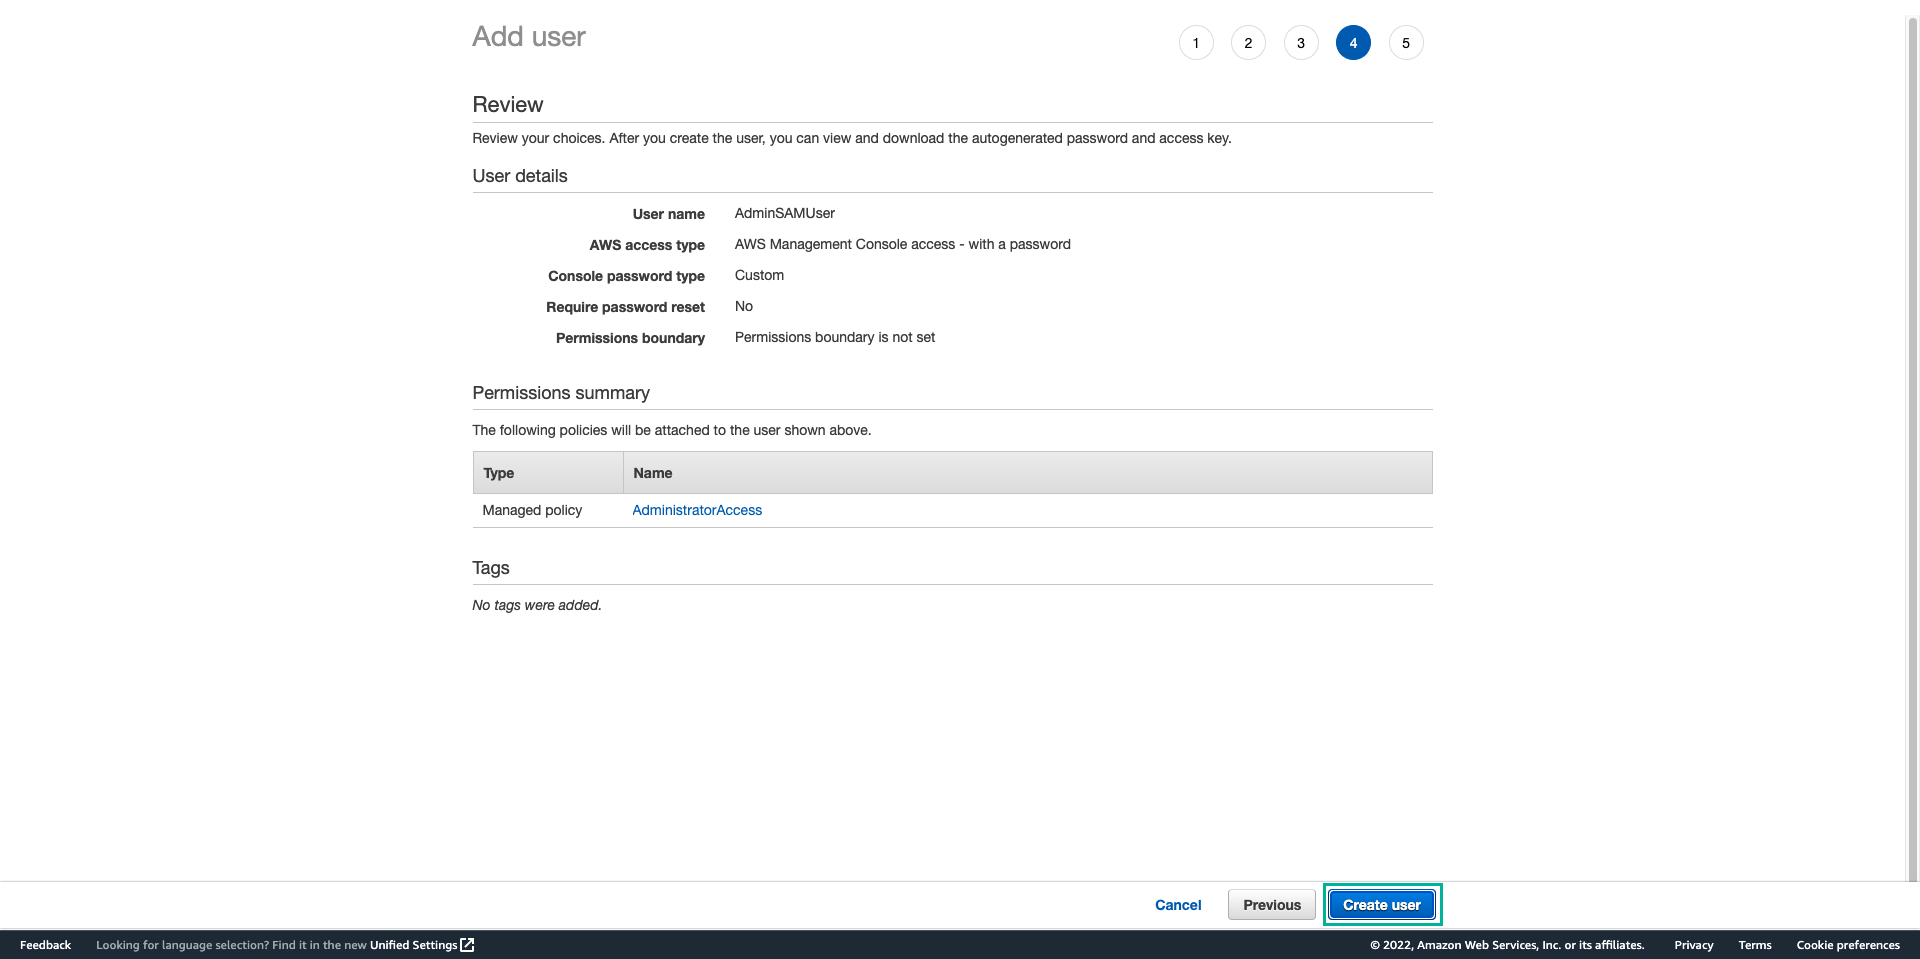 Add user
1 2 3 4 5
Review
Review your choices. After you create the user, you can view and download the autogenerated password and access key.
User details
User name AdminSAMUser
AWS access type AWS Management Console access - with a password
Console password type Custom
Require password reset No
Permissions boundary Permissions boundary is not set
Permissions summary
The following policies will be attached to the user shown above.
Type Name
Managed policy AdministratorAccess
Tags
No tags were added.
Cancel Previous Create user
Feedback Looking for language selection? Find it in the new Unified Settings © 2022, Amazon Web Services, Inc. or its affiliates. Privacy Terms Cookie preferences